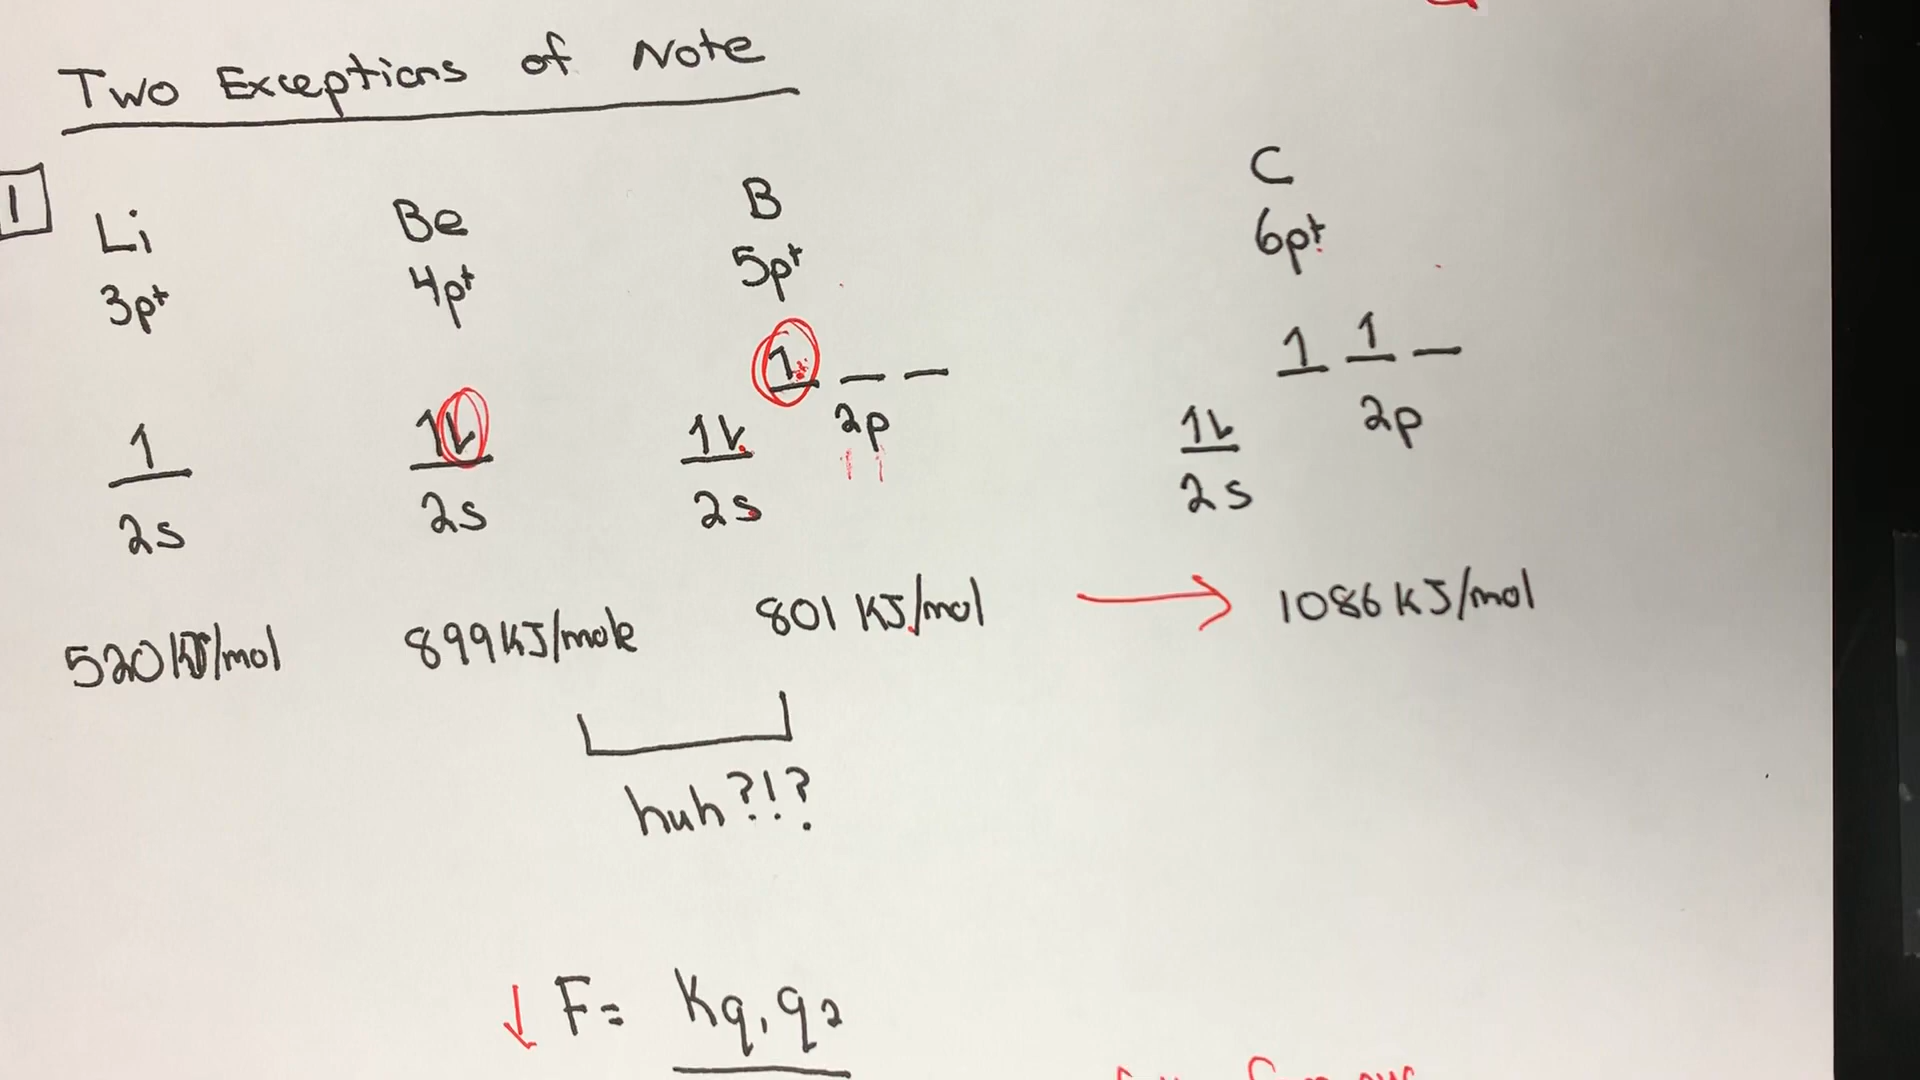 Two Exceptions of Note
1
Li Be B C
3p+ 4p+ 5p+ 6p+
1 1 1
1 1 1 1
2p 2p
2s 2s 2s 2s
520 KJ/mol 899 KJ/mole 801 KJ/mol → 1086 KJ/mol
huh?!?
↓ F = Kq1q2